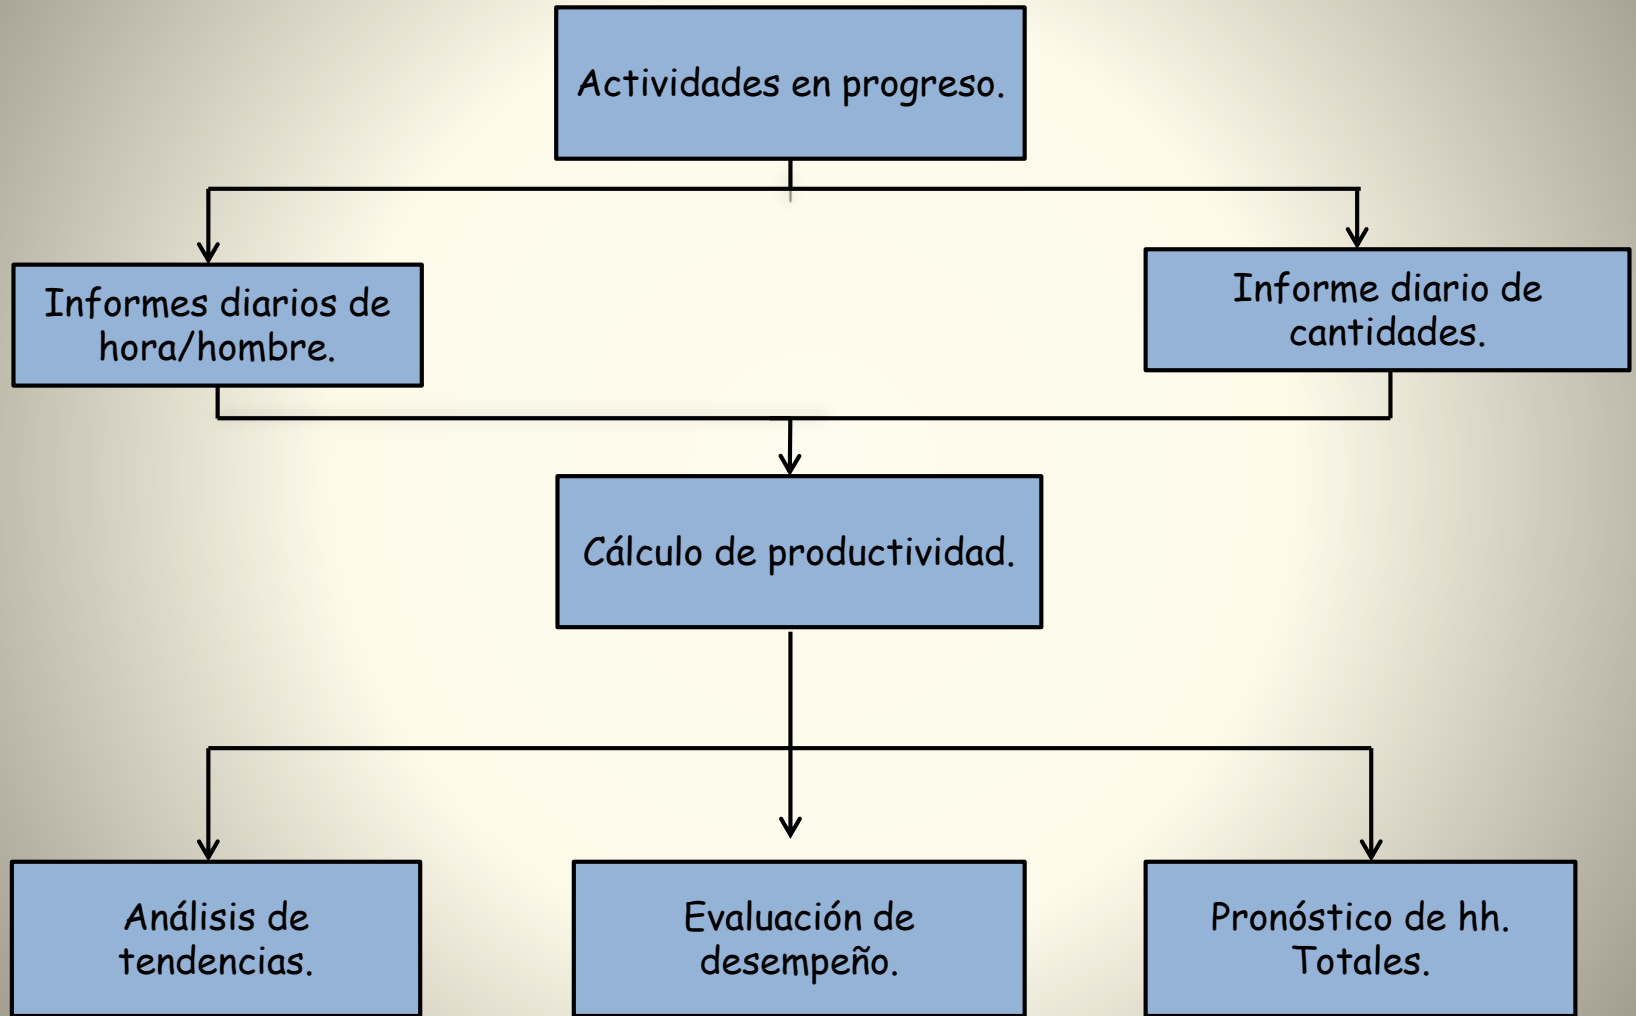 Actividades en progreso.
Informes diarios de
hora/hombre.
Informe diario de
cantidades.
Cálculo de productividad.
Análisis de
tendencias.
Evaluación de
desempeño.
Pronóstico de hh.
Totales.